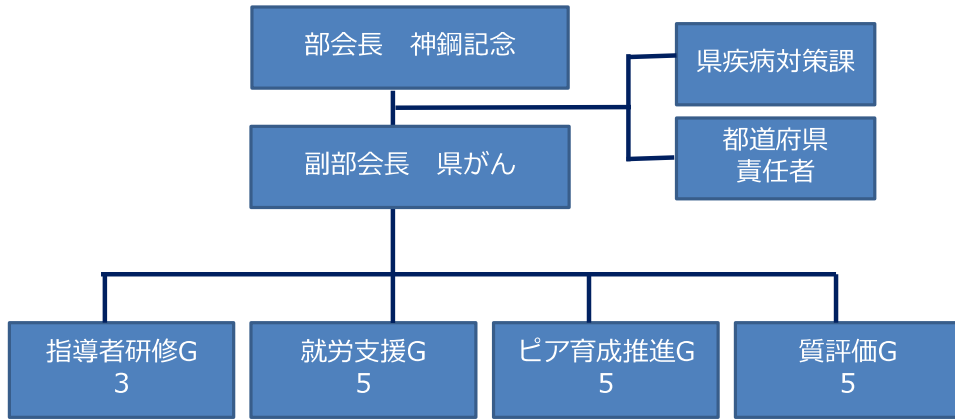 部会長　神鋼記念
県疾病対策課
副部会長　県がん
都道府県
責任者
指導者研修G
3
就労支援G
5
ピア育成推進G
5
質評価G
5